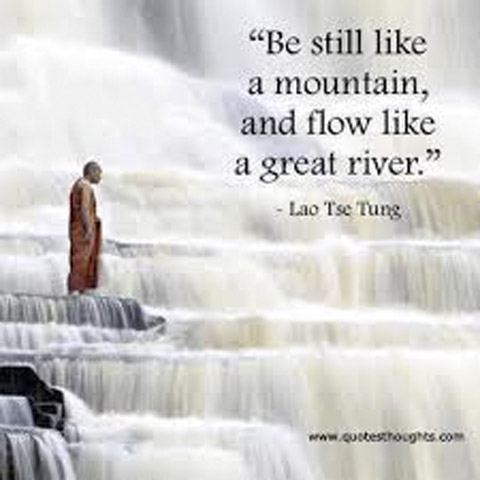 “Be still like
a mountain,
and flow like
a great river.”
- Lao Tse Tung
www.quotesthoughts.com